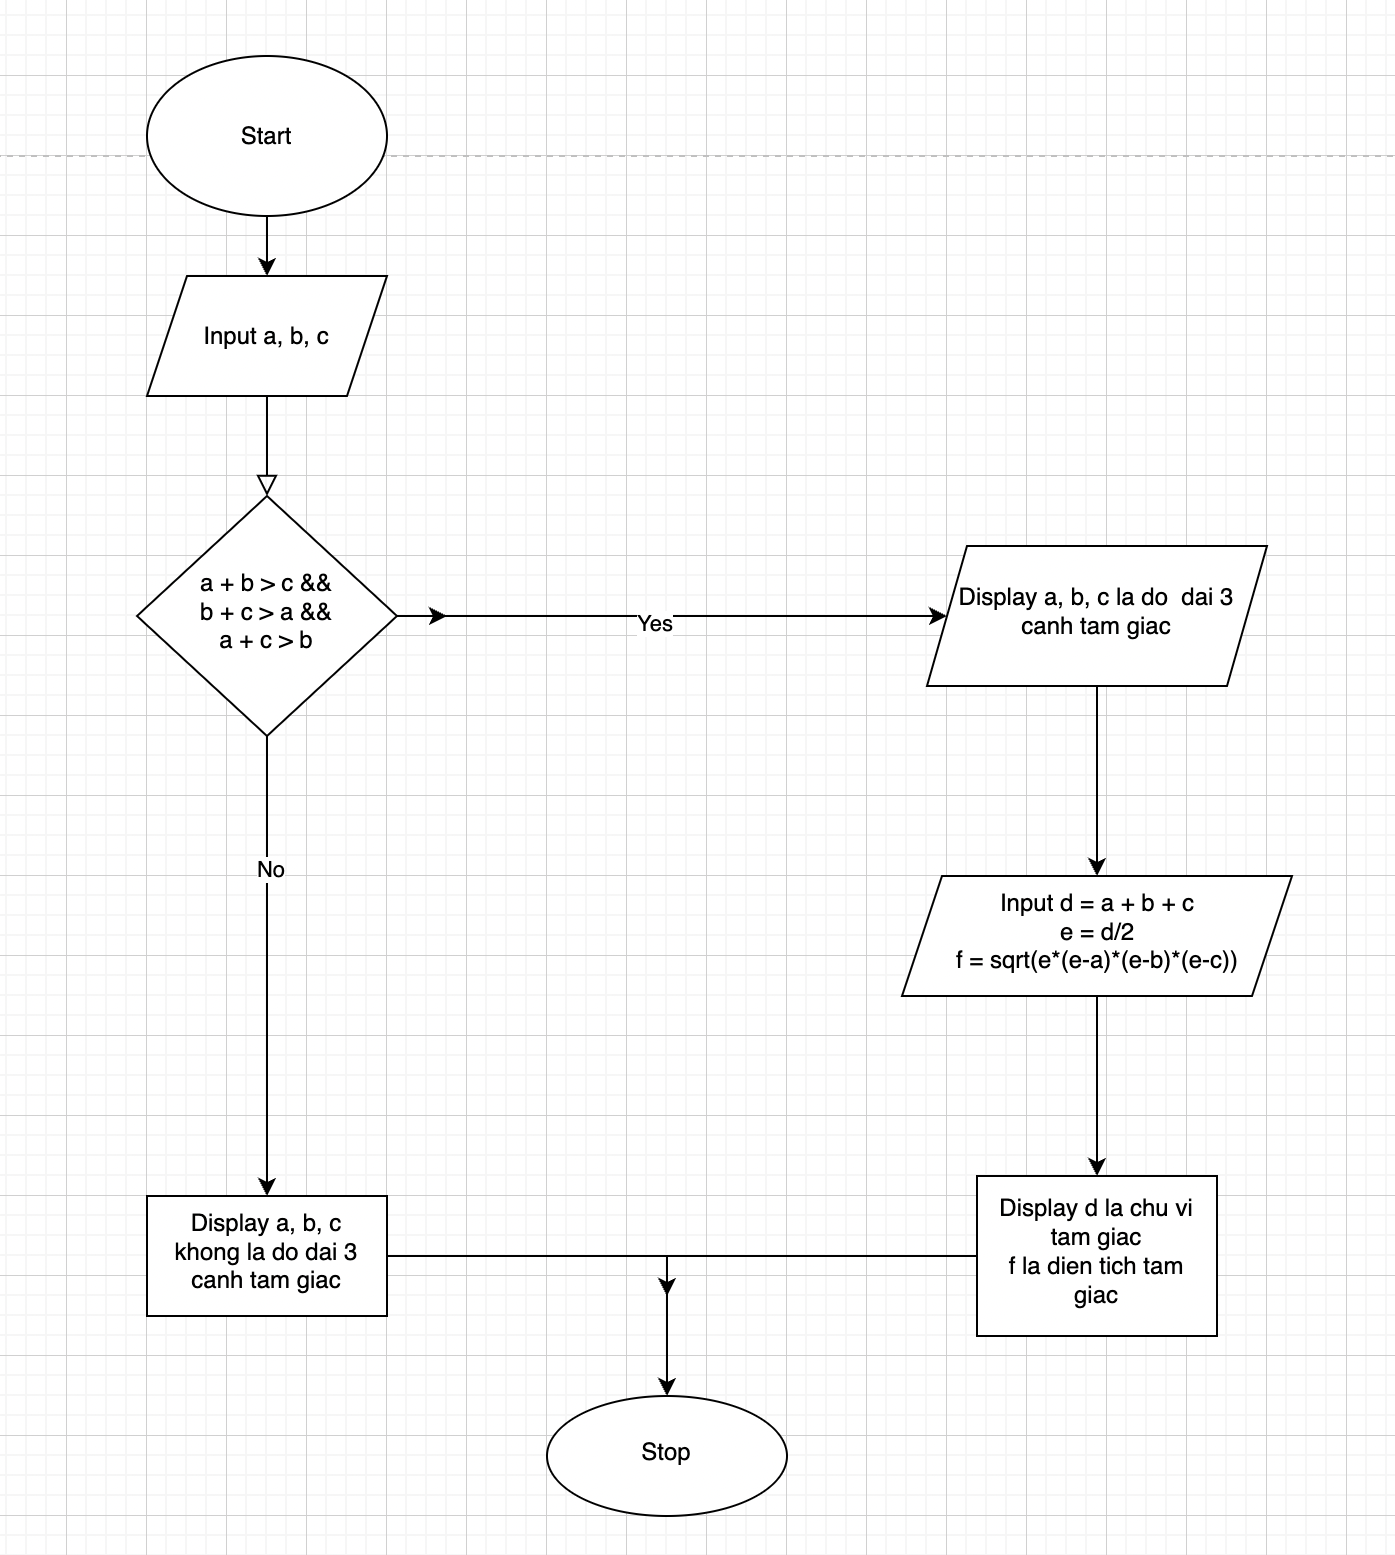 Start
Input a, b, c
a + b > c &&
b + c > a &&
a + c > b
Yes
Display a, b, c la do  dai 3
canh tam giac
No
Input d = a + b + c
e = d/2
f = sqrt(e*(e-a)*(e-b)*(e-c))
Display a, b, c
khong la do dai 3
canh tam giac
Display d la chu vi
tam giac
f la dien tich tam
giac
Stop